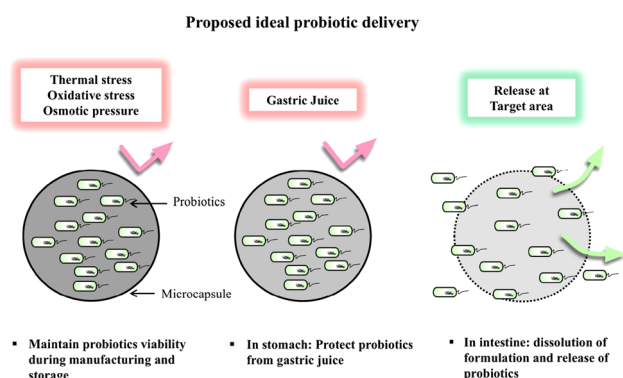 Proposed ideal probiotic delivery
Thermal stress
Oxidative stress
Osmotic pressure
Gastric Juice
Release at
Target area
Probiotics
Microcapsule
▪ Maintain probiotics viability
during manufacturing and
storage
▪ In stomach: Protect probiotics
from gastric juice
▪ In intestine: dissolution of
formulation and release of
probiotics